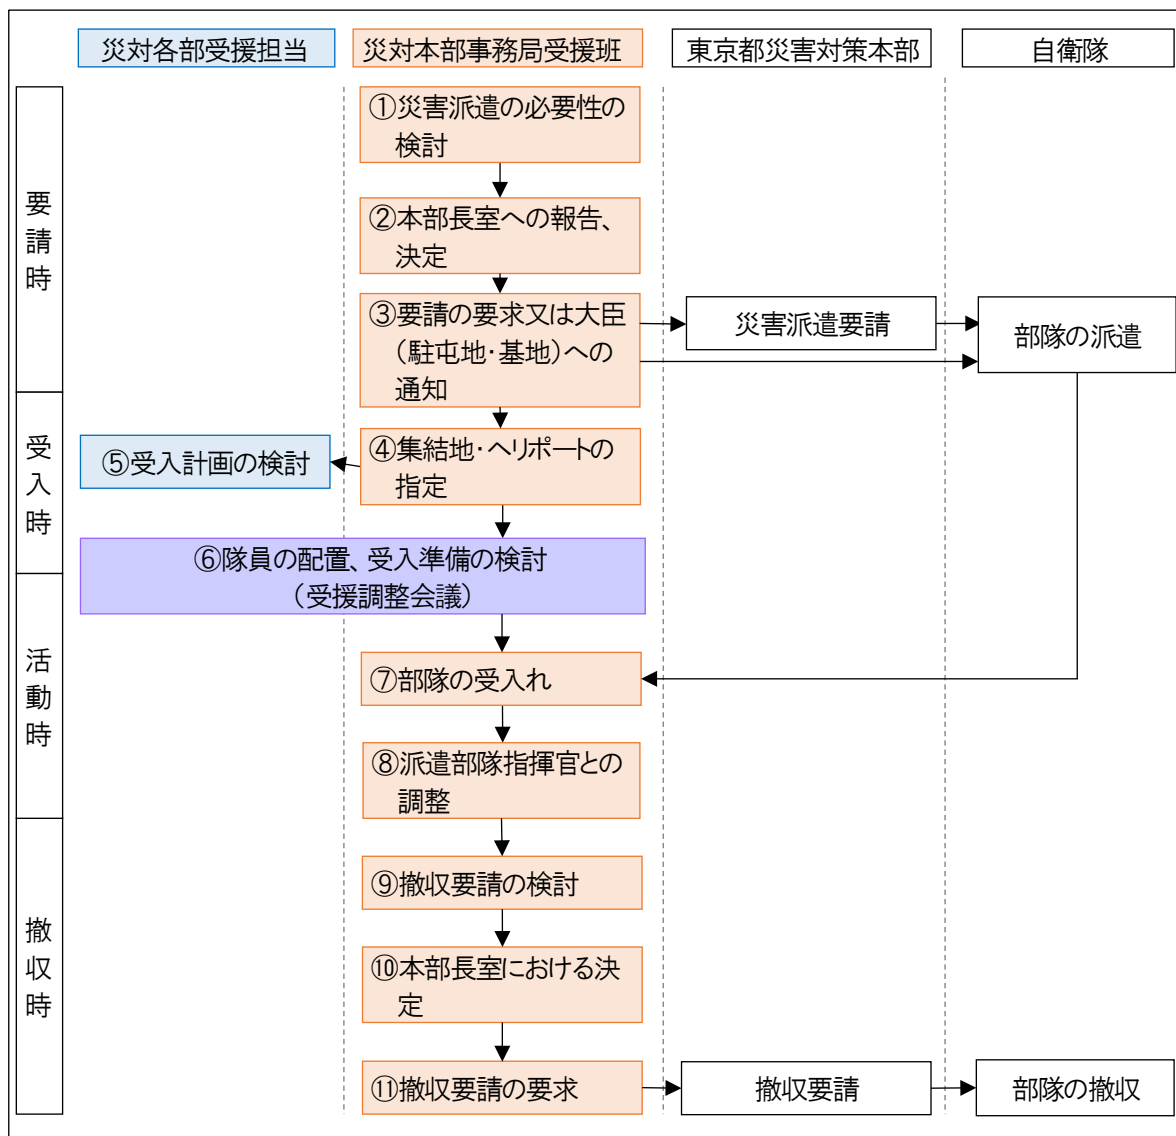 災対各部受援担当
災対本部事務局受援班
東京都災害対策本部
自衛隊
要請時
①災害派遣の必要性の
検討
②本部長室への報告、
決定
③要請の要求又は大臣
（駐屯地・基地）への
通知
災害派遣要請
部隊の派遣
受入時
④集結地・ヘリポートの
指定
⑤受入計画の検討
⑥隊員の配置、受入準備の検討
（受援調整会議）
活動時
⑦部隊の受入れ
⑧派遣部隊指揮官との
調整
撤収時
⑨撤収要請の検討
⑩本部長室における決
定
⑪撤収要請の要求
撤収要請
部隊の撤収